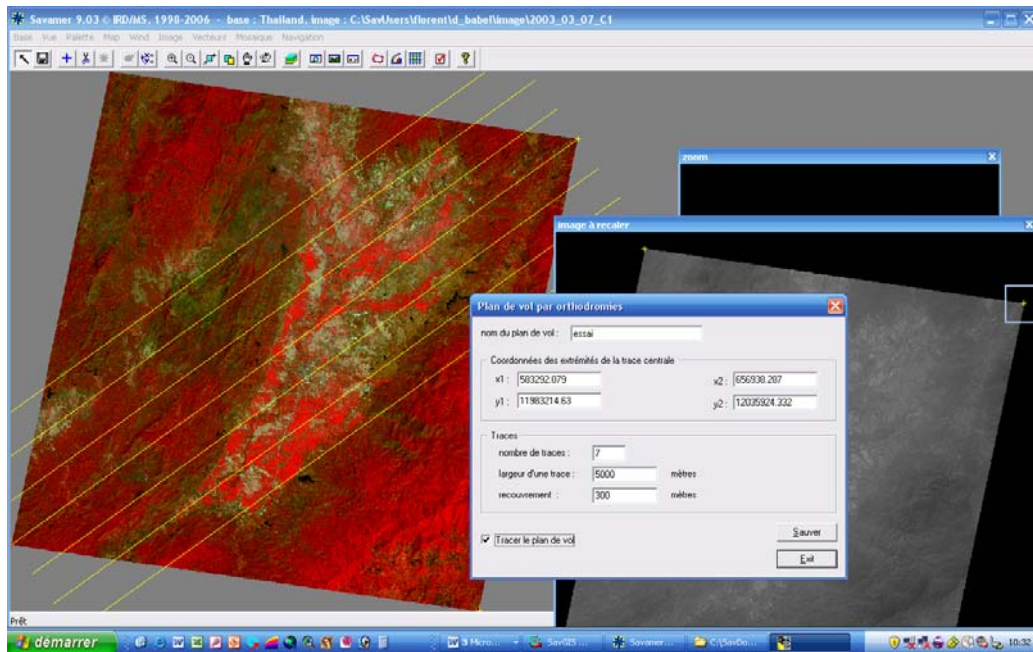 Savamer 9.03 © IRD/MS, 1998-2006 - base : Thailand, image : C:\SavUsers\florent\d_babel\image\2003_03_07_C1
Base Vue Palette Map Wind Image Vecteurs Mosaique Navigation
zoom
image à recaler
Plan de vol par orthodromies
nom du plan de vol : essai
Coordonnées des extrémités de la trace centrale
x1 : 583292.079 x2 : 656938.287
y1 : 11983214.63 y2 : 12035924.332
Traces
nombre de traces : 7
largeur d'une trace : 5000 mètres
recouvrement : 300 mètres
Tracer le plan de vol
Sauver
Exit
Prêt
démarrer 3 Micro... SavGIS ... Savamer... C:\SavDo... 10:32